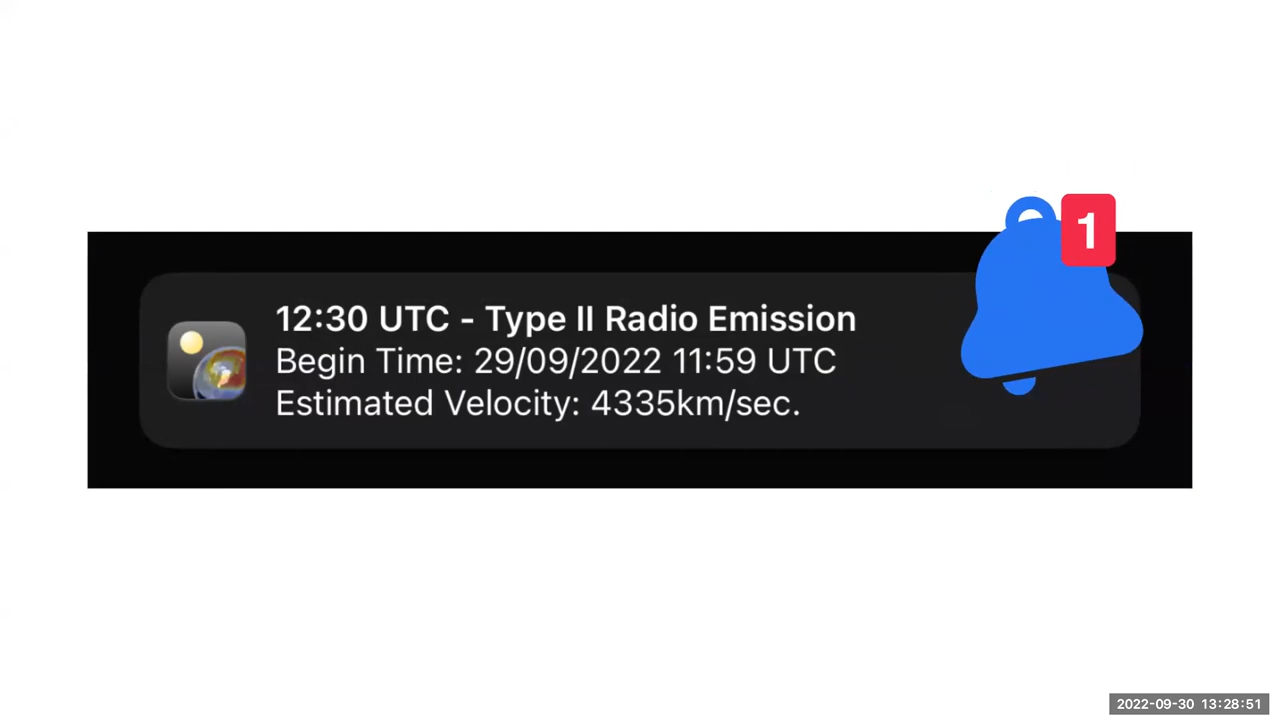 1
12:30 UTC - Type II Radio Emission
Begin Time: 29/09/2022 11:59 UTC
Estimated Velocity: 4335km/sec.
2022-09-30 13:28:51